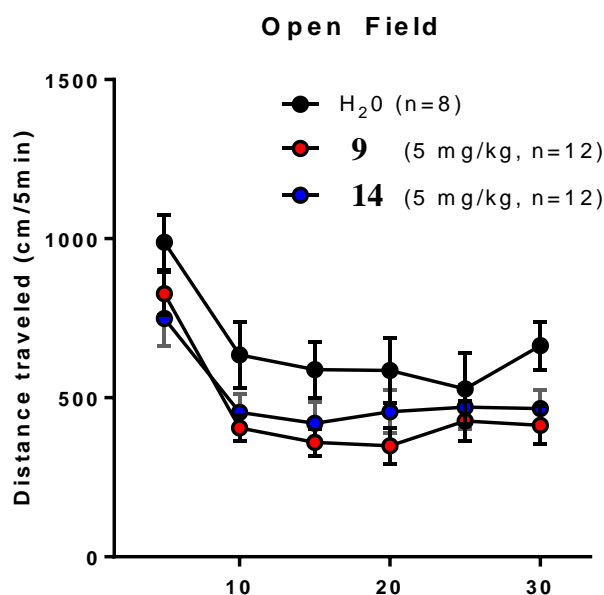 Open Field
1500
1000
500
0
Distance traveled (cm/5min)
H₂0 (n=8)
9 (5 mg/kg, n=12)
14 (5 mg/kg, n=12)
10 20 30